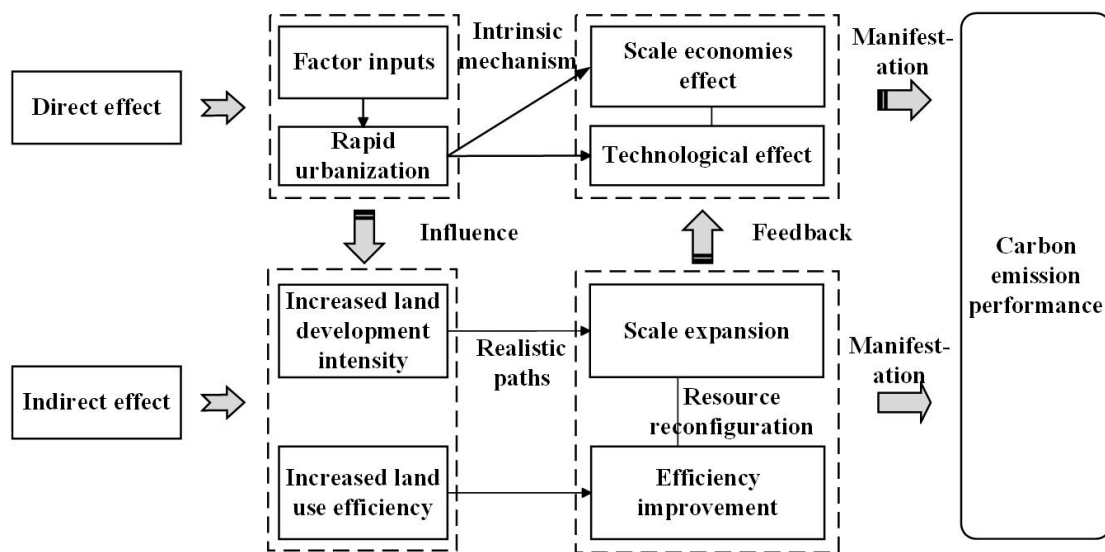 Direct effect
Factor inputs
Rapid
urbanization
Intrinsic
mechanism
Scale economies
effect
Technological effect
Manifest-
ation
Influence
Feedback
Carbon
emission
performance
Indirect effect
Increased land
development
intensity
Realistic
paths
Scale expansion
Resource
reconfiguration
Manifest-
ation
Increased land
use efficiency
Efficiency
improvement